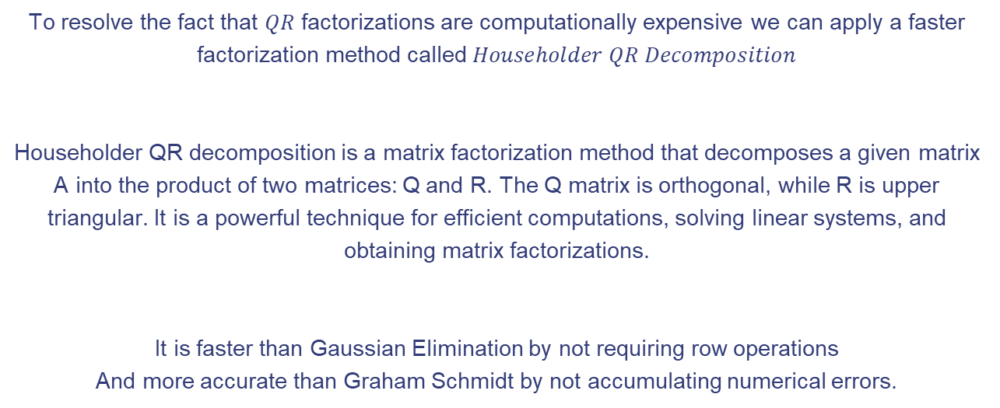 To resolve the fact that QR factorizations are computationally expensive we can apply a faster
factorization method called Householder QR Decomposition
Householder QR decomposition is a matrix factorization method that decomposes a given matrix
A into the product of two matrices: Q and R. The Q matrix is orthogonal, while R is upper
triangular. It is a powerful technique for efficient computations, solving linear systems, and
obtaining matrix factorizations.
It is faster than Gaussian Elimination by not requiring row operations
And more accurate than Graham Schmidt by not accumulating numerical errors.